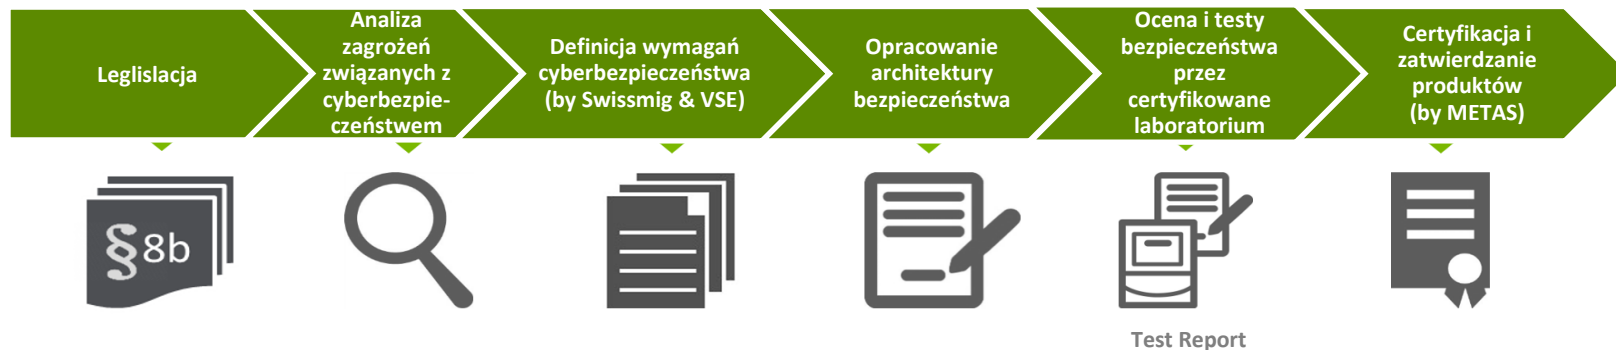 Leglislacja
Analiza
zagrożeń
związanych z
cyberbezpie-
czeństwem
Definicja wymagań
cyberbezpieczeństwa
(by Swissmig & VSE)
Opracowanie
architektury
bezpieczeństwa
Ocena i testy
bezpieczeństwa
przez
certyfikowane
laboratorium
Certyfikacja i
zatwierdzanie
produktów
(by METAS)
§8b
Test Report